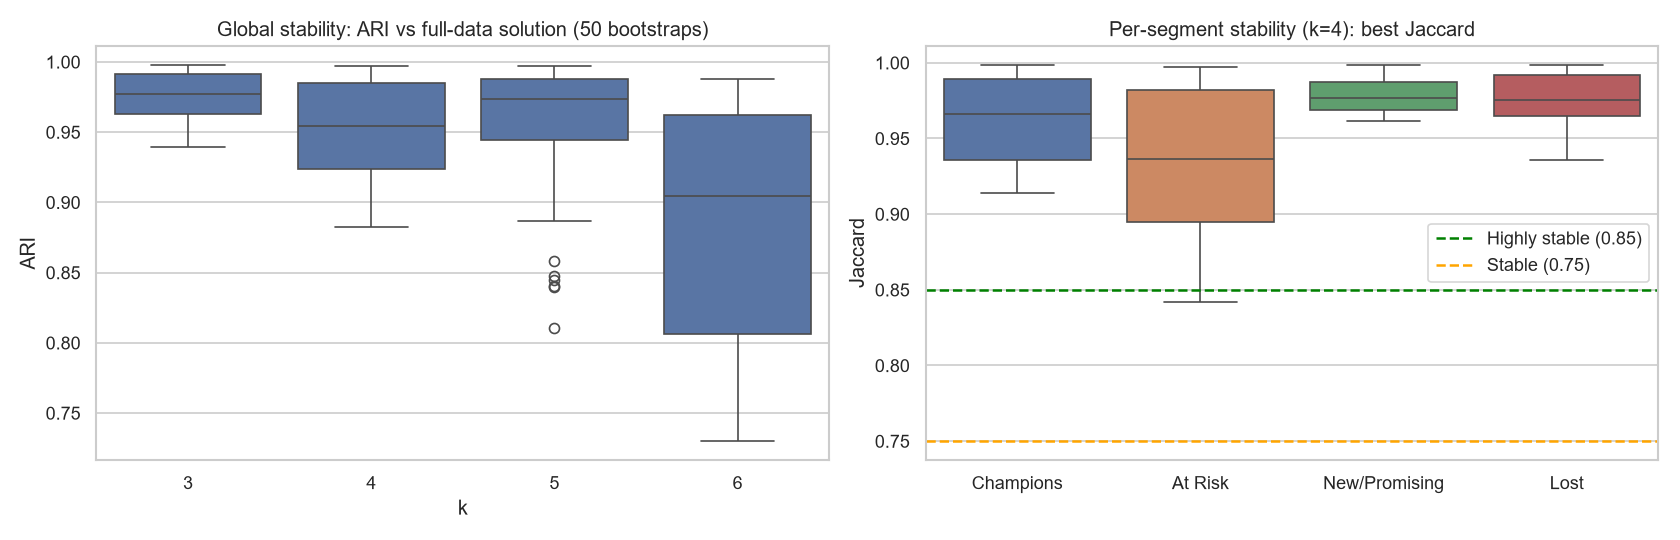 Global stability: ARI vs full-data solution (50 bootstraps)
ARI
1.00
0.95
0.90
0.85
0.80
0.75
3
4
5
6
k
Per-segment stability (k=4): best Jaccard
Jaccard
1.00
0.95
0.90
0.85
0.80
0.75
Highly stable (0.85)
Stable (0.75)
Champions
At Risk
New/Promising
Lost